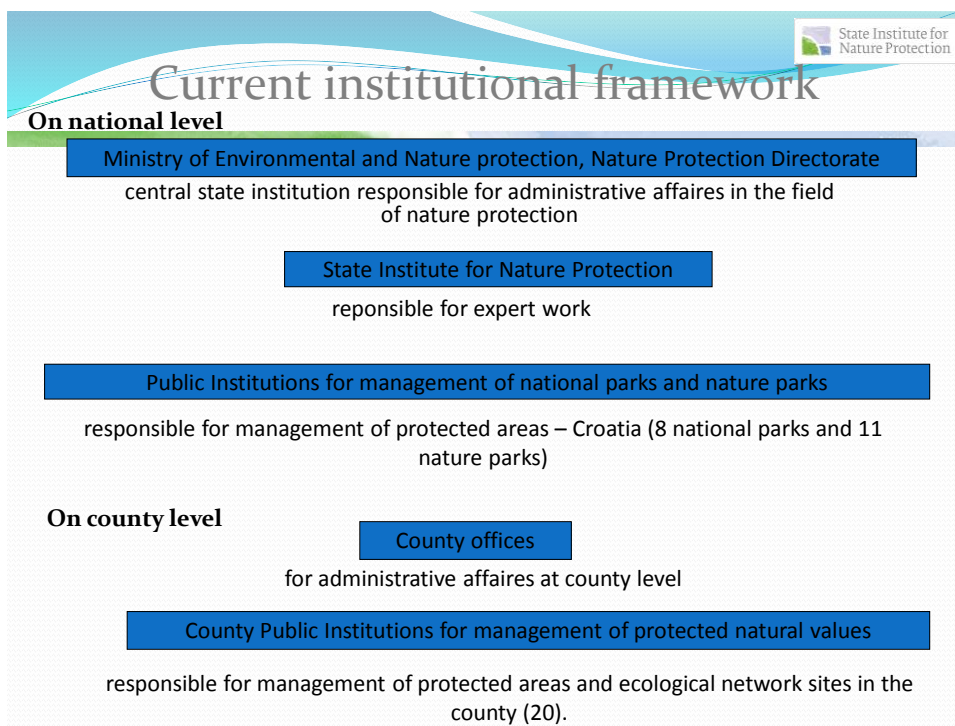 State Institute for
Nature Protection
Current institutional framework
On national level
Ministry of Environmental and Nature protection, Nature Protection Directorate
central state institution responsible for administrative affaires in the field
of nature protection
State Institute for Nature Protection
reponsible for expert work
Public Institutions for management of national parks and nature parks
responsible for management of protected areas – Croatia (8 national parks and 11
nature parks)
On county level
County offices
for administrative affaires at county level
County Public Institutions for management of protected natural values
responsible for management of protected areas and ecological network sites in the
county (20).